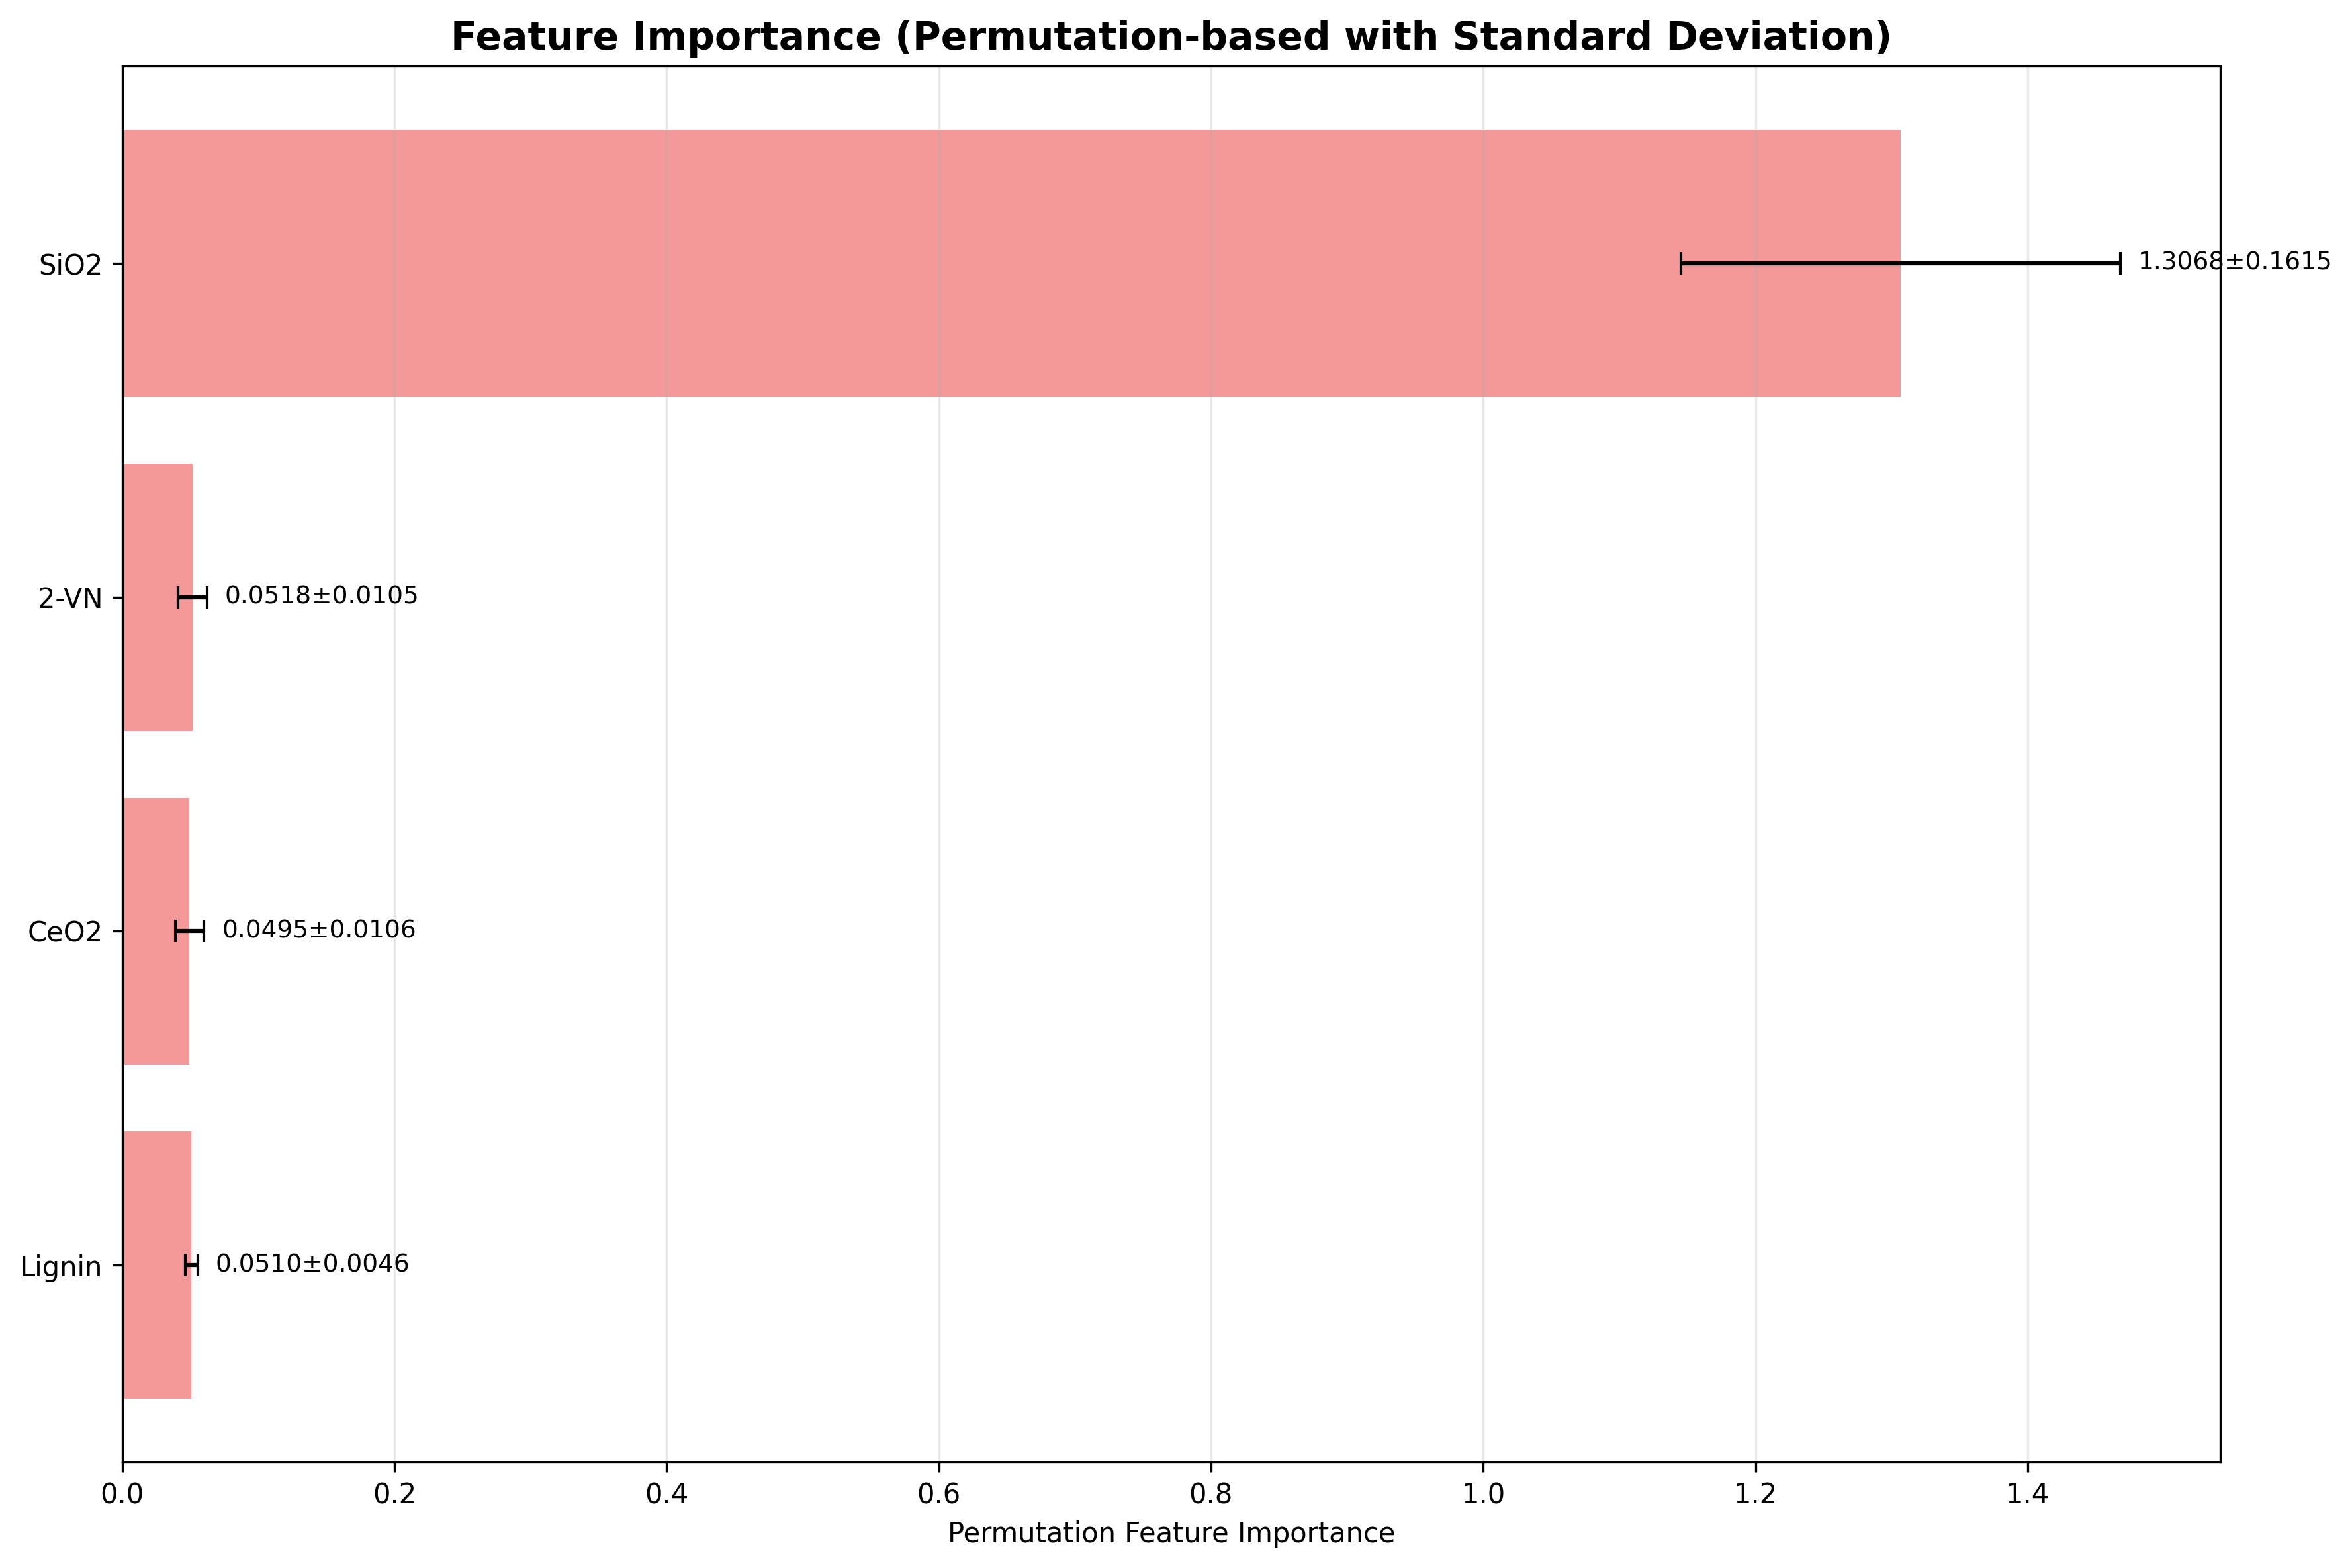 Feature Importance (Permutation-based with Standard Deviation)
SiO2
1.3068±0.1615
2-VN
0.0518±0.0105
CeO2
0.0495±0.0106
Lignin
0.0510±0.0046
0.0 0.2 0.4 0.6 0.8 1.0 1.2 1.4
Permutation Feature Importance